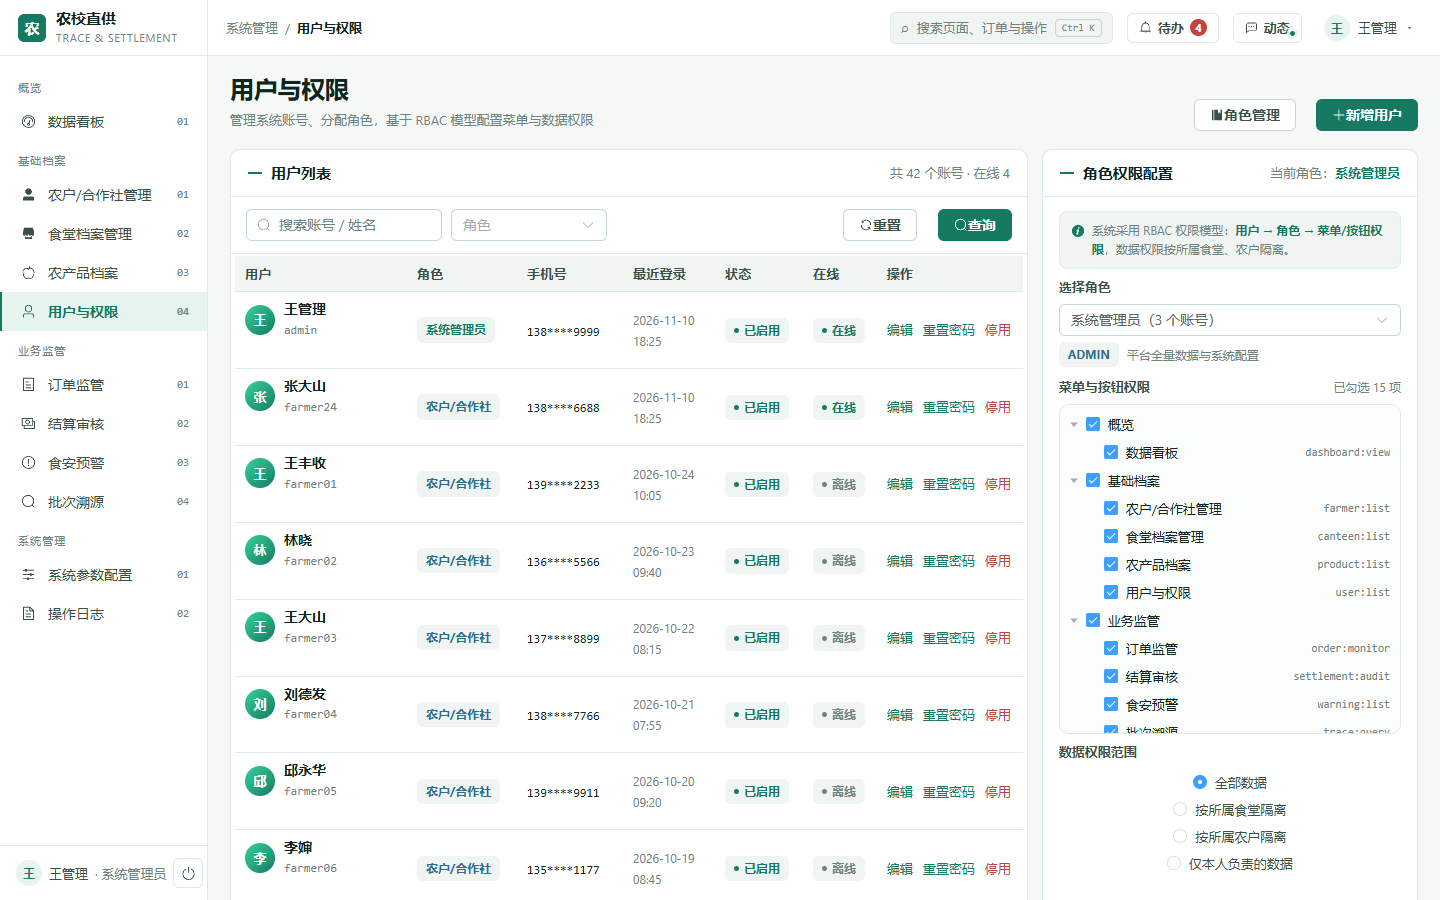 农校直供
TRACE & SETTLEMENT
系统管理 / 用户与权限
搜索页面、订单与操作 Ctrl K
待办 4
动态
王 王管理
概览
数据看板 01
基础档案
农户/合作社管理 01
食堂档案管理 02
农产品档案 03
用户与权限 04
业务监管
订单监管 01
结算审核 02
食安预警 03
批次溯源 04
系统管理
系统参数配置 01
操作日志 02
王 王管理 · 系统管理员
用户与权限
管理系统账号、分配角色，基于 RBAC 模型配置菜单与数据权限
角色管理
+新增用户
用户列表
共 42 个账号 · 在线 4
搜索账号 / 姓名
角色
重置
查询
用户 角色 手机号 最近登录 状态 在线 操作
王 王管理 admin 系统管理员 138****9999 2026-11-10 18:25 已启用 在线 编辑 重置密码 停用
张 张大山 farmer24 农户/合作社 138****6688 2026-11-10 18:25 已启用 在线 编辑 重置密码 停用
王 王丰收 farmer01 农户/合作社 139****2233 2026-10-24 10:05 已启用 离线 编辑 重置密码 停用
林 林晓 farmer02 农户/合作社 136****5566 2026-10-23 09:40 已启用 离线 编辑 重置密码 停用
王 王大山 farmer03 农户/合作社 137****8899 2026-10-22 08:15 已启用 离线 编辑 重置密码 停用
刘 刘德发 farmer04 农户/合作社 138****7766 2026-10-21 07:55 已启用 离线 编辑 重置密码 停用
邱 邱永华 farmer05 农户/合作社 139****9911 2026-10-20 09:20 已启用 离线 编辑 重置密码 停用
李 李婶 farmer06 农户/合作社 135****1177 2026-10-19 08:45 已启用 离线 编辑 重置密码 停用
角色权限配置
当前角色：系统管理员
系统采用 RBAC 权限模型：用户 → 角色 → 菜单/按钮权
限，数据权限按所属食堂、农户隔离。
选择角色
系统管理员（3 个账号）
ADMIN 平台全量数据与系统配置
菜单与按钮权限 已勾选 15 项
概览
数据看板 dashboard:view
基础档案
农户/合作社管理 farmer:list
食堂档案管理 canteen:list
农产品档案 product:list
用户与权限 user:list
业务监管
订单监管 order:monitor
结算审核 settlement:audit
食安预警 warning:list
批次溯源 trace:query
数据权限范围
全部数据
按所属食堂隔离
按所属农户隔离
仅本人负责的数据